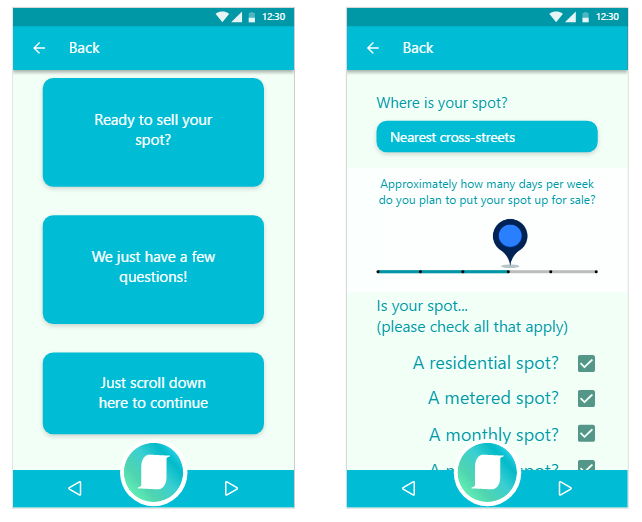 12:30
Back
Ready to sell your
spot?
We just have a few
questions!
Just scroll down
here to continue
12:30
Back
Where is your spot?
Nearest cross-streets
Approximately how many days per week
do you plan to put your spot up for sale?
Is your spot...
(please check all that apply)
A residential spot?
A metered spot?
A monthly spot?
A spot?